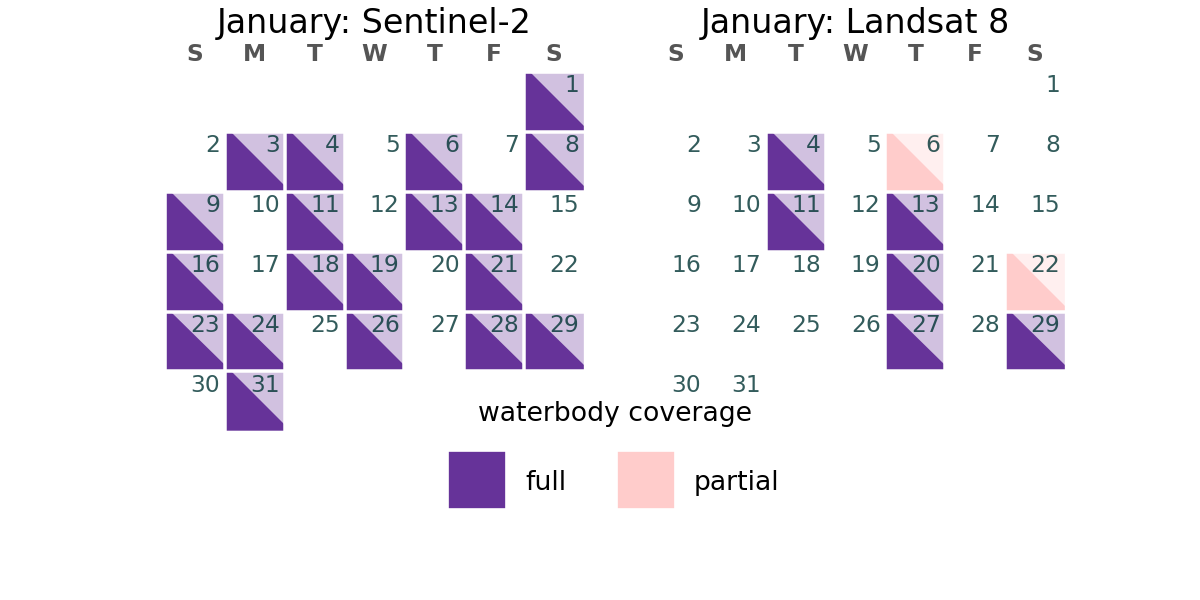 January: Sentinel-2
S M T W T F S
1
2 3 4 5 6 7 8
9 10 11 12 13 14 15
16 17 18 19 20 21 22
23 24 25 26 27 28 29
30 31
January: Landsat 8
S M T W T F S
1
2 3 4 5 6 7 8
9 10 11 12 13 14 15
16 17 18 19 20 21 22
23 24 25 26 27 28 29
30 31
waterbody coverage
full
partial